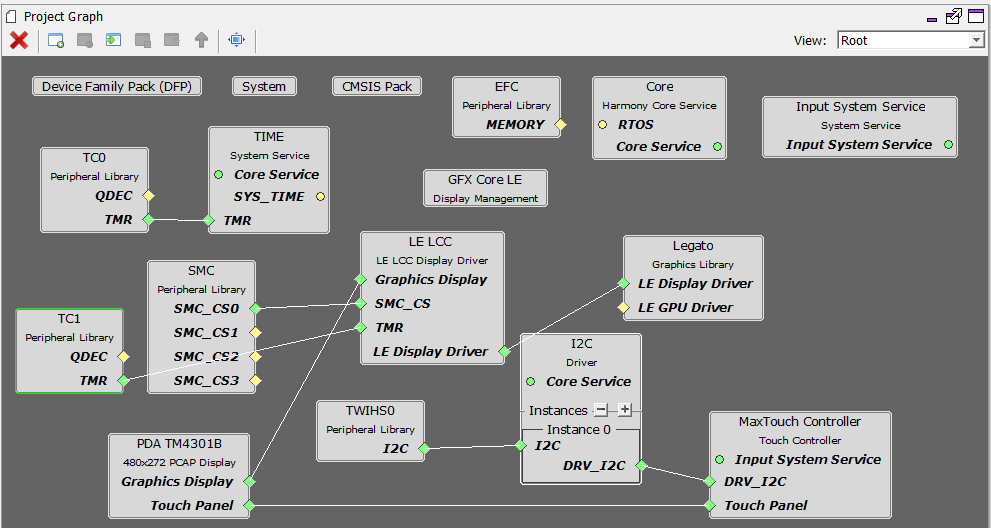 Project Graph
View: Root
Device Family Pack (DFP)
System
CMSIS Pack
EFC
Peripheral Library
MEMORY
Core
Harmony Core Service
RTOS
Core Service
Input System Service
System Service
Input System Service
TC0
Peripheral Library
QDEC
TMR
TIME
System Service
Core Service
SYS_TIME
TMR
GFX Core LE
Display Management
LE LCC
LE LCC Display Driver
Graphics Display
SMC_CS
TMR
LE Display Driver
Legato
Graphics Library
LE Display Driver
LE GPU Driver
SMC
Peripheral Library
SMC_CS0
SMC_CS1
SMC_CS2
SMC_CS3
TC1
Peripheral Library
QDEC
TMR
I2C
Driver
Core Service
Instances
Instance 0
I2C
DRV_I2C
TWIHS0
Peripheral Library
I2C
MaxTouch Controller
Touch Controller
Input System Service
DRV_I2C
Touch Panel
PDA TM4301B
480x272 PCAP Display
Graphics Display
Touch Panel